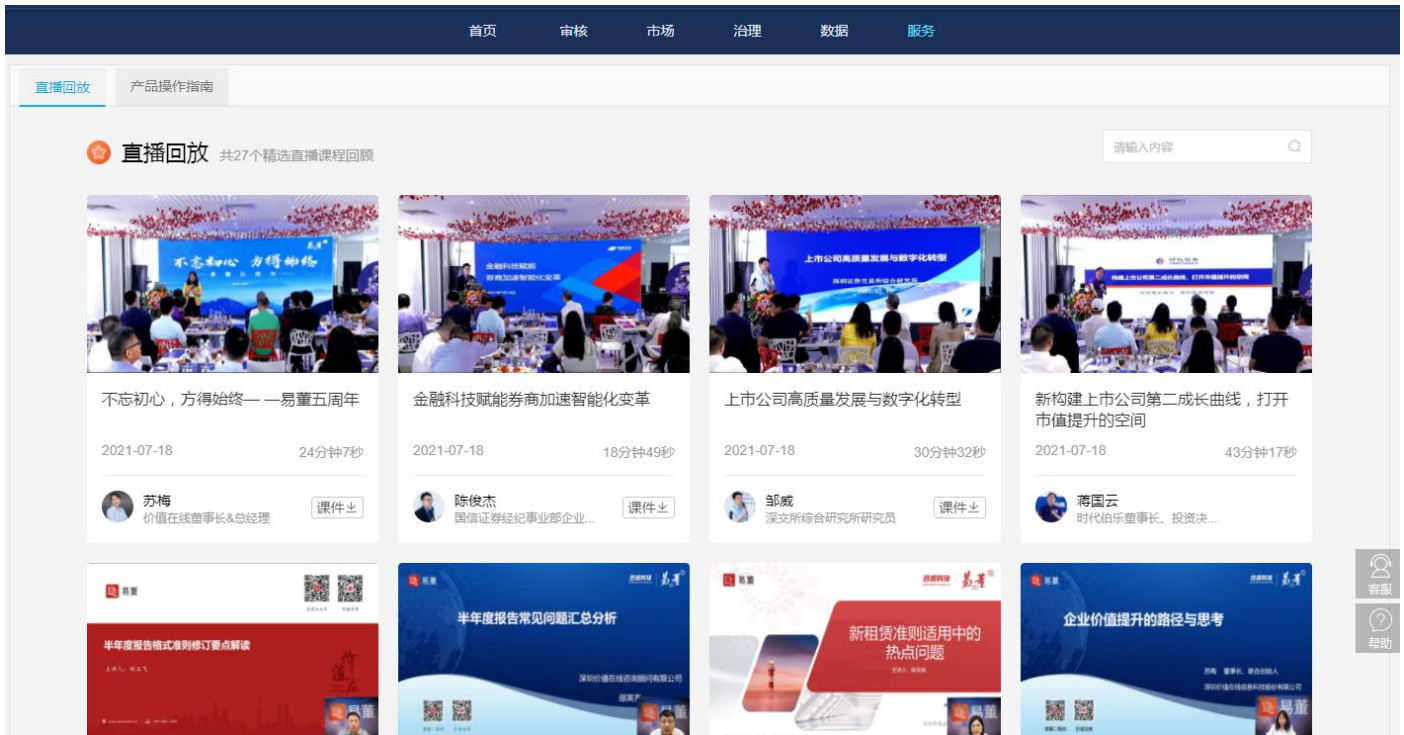 首页
审核
市场
治理
数据
服务
直播回放
产品操作指南
直播回放 共27个精选直播课程回顾
请输入内容
不忘初心 方得始终
金融科技赋能
券商加速智能化变革
上市公司高质量发展与数字化转型
深圳证券交易所综合研究所
构建上市公司第二成长曲线,打开市值提升的空间
不忘初心,方得始终— —易董五周年
2021-07-18 24分钟7秒
苏梅
价值在线董事长&总经理
课件
金融科技赋能券商加速智能化变革
2021-07-18 18分钟49秒
陈俊杰
国信证券经纪事业部企业...
课件
上市公司高质量发展与数字化转型
2021-07-18 30分钟32秒
邹威
深交所综合研究所研究员
课件
新构建上市公司第二成长曲线,打开
市值提升的空间
2021-07-18 43分钟17秒
蒋国云
时代伯乐董事长、投资决...
客服
帮助
易董
半年度报告格式准则修订要点解读
易董
易董
半年度报告常见问题汇总分析
深圳价值在线咨询顾问有限公司
易董
易董
易董
新租赁准则适用中的
热点问题
易董
易董
易董
企业价值提升的路径与思考
苏梅 董事长、联合创始人
深圳价值在线信息科技股份有限公司
易董